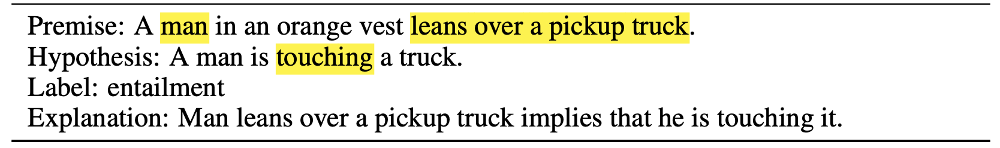 Premise: A man in an orange vest leans over a pickup truck.
Hypothesis: A man is touching a truck.
Label: entailment
Explanation: Man leans over a pickup truck implies that he is touching it.